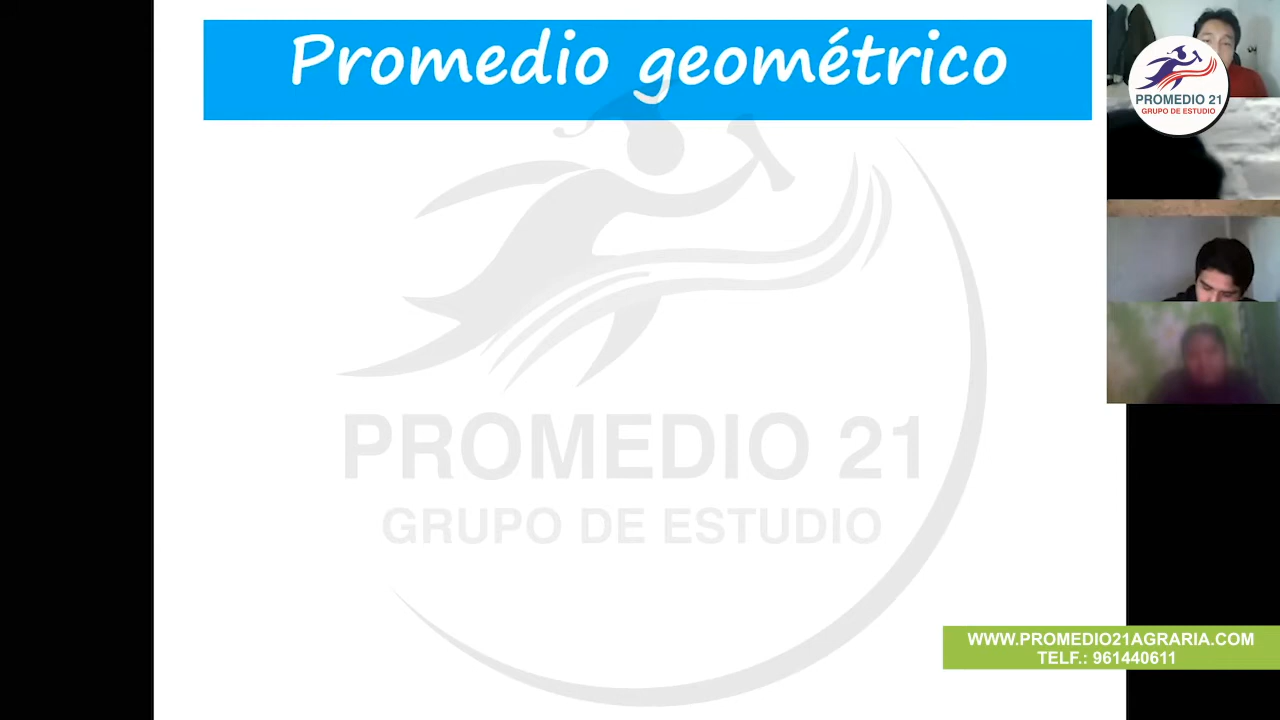 Promedio geométrico
PROMEDIO 21
GRUPO DE ESTUDIO
PROMEDIO 21
GRUPO DE ESTUDIO
WWW.PROMEDIO21AGRARIA.COM
TELF.: 961440611